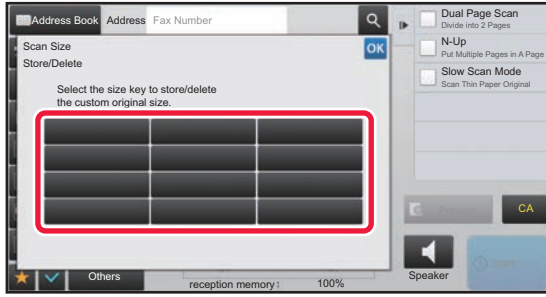 Address Book Address Fax Number
Scan Size
OK
Store/Delete
Select the size key to store/delete
the custom original size.
Dual Page Scan
Divide into 2 Pages
N-Up
Put Multiple Pages in A Page
Slow Scan Mode
Scan Thin Paper Original
CA
Speaker
Start
Others
reception memory: 100%